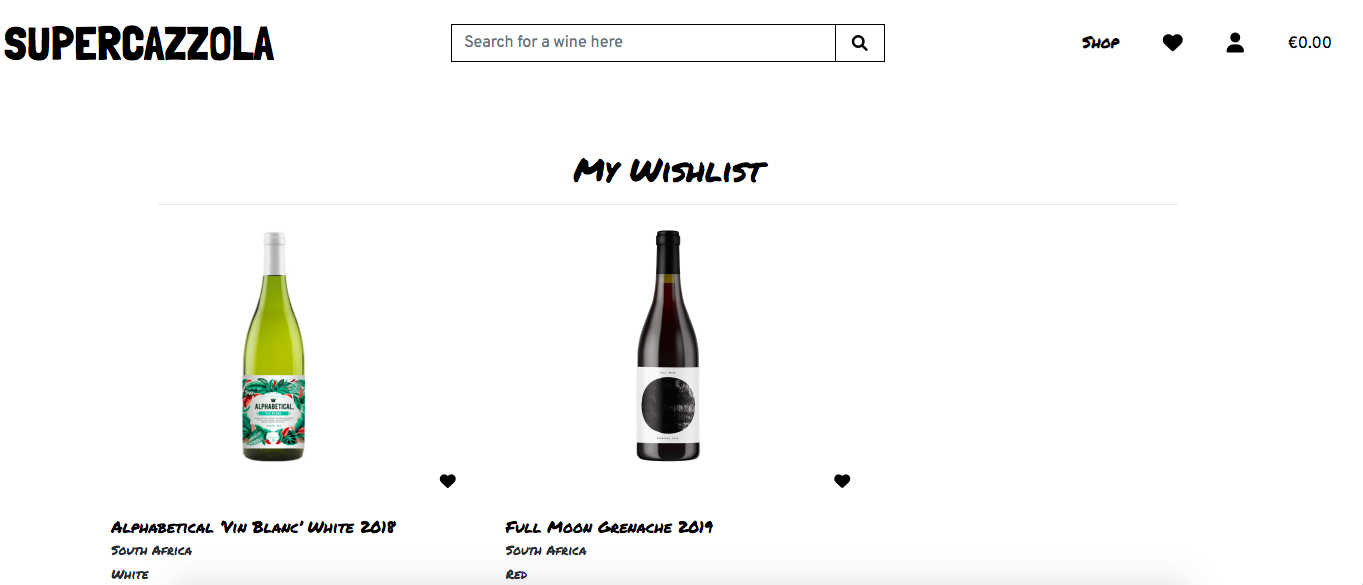 SUPERCAZZOLA
Search for a wine here
Shop
€0.00
My Wishlist
ALPHABETICAL
Alphabetical 'Vin Blanc' White 2018
Full Moon Grenache 2019
South Africa
South Africa
White
Red